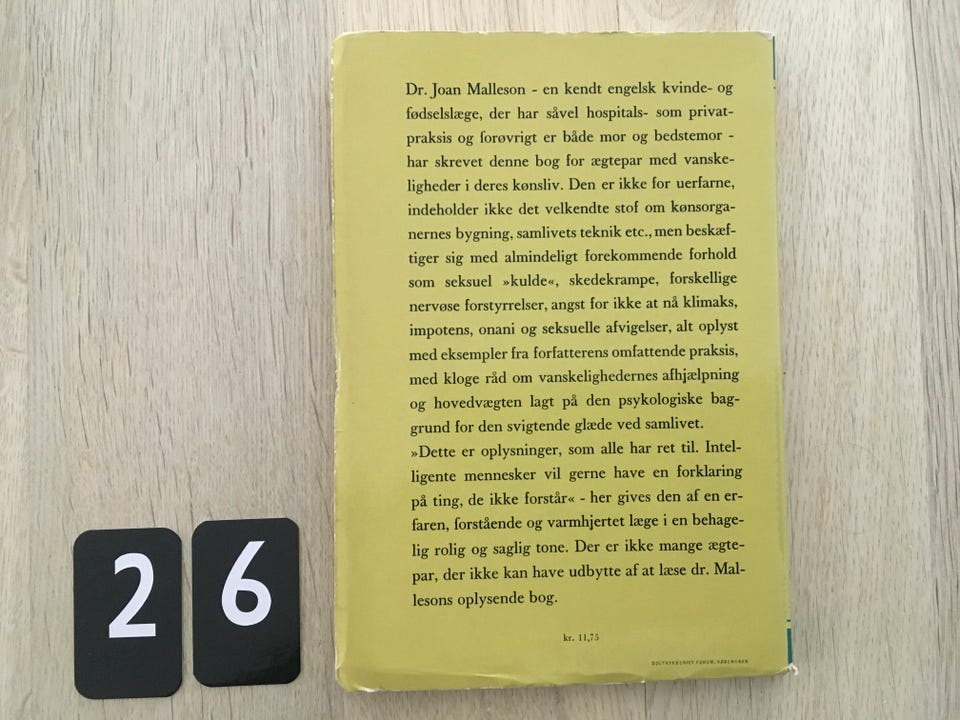 Dr. Joan Malleson - en kendt engelsk kvinde- og
fødselslæge, der har såvel hospitals- som privat-
praksis og forøvrigt er både mor og bedstemor -
har skrevet denne bog for ægtepar med vanske-
ligheder i deres kønsliv. Den er ikke for uerfarne,
indeholder ikke det velkendte stof om kønsorga-
nernes bygning, samlivets teknik etc., men beskæf-
tiger sig med almindeligt forekommende forhold
som seksuel »kulde«, skedekrampe, forskellige
nervøse forstyrrelser, angst for ikke at nå klimaks,
impotens, onani og seksuelle afvigelser, alt oplyst
med eksempler fra forfatterens omfattende praksis,
med kloge råd om vanskelighedernes afhjælpning
og hovedvægten lagt på den psykologiske bag-
grund for den svigtende glæde ved samlivet.
»Dette er oplysninger, som alle har ret til. Intel-
ligente mennesker vil gerne have en forklaring
på ting, de ikke forstår« - her gives den af en er-
faren, forstående og varmhjertet læge i en behage-
lig rolig og saglig tone. Der er ikke mange ægte-
par, der ikke kan have udbytte af at læse dr. Mal-
lesons oplysende bog.
kr. 11,75
BOGTRYKKERIET FORUM, KØBENHAVN
26